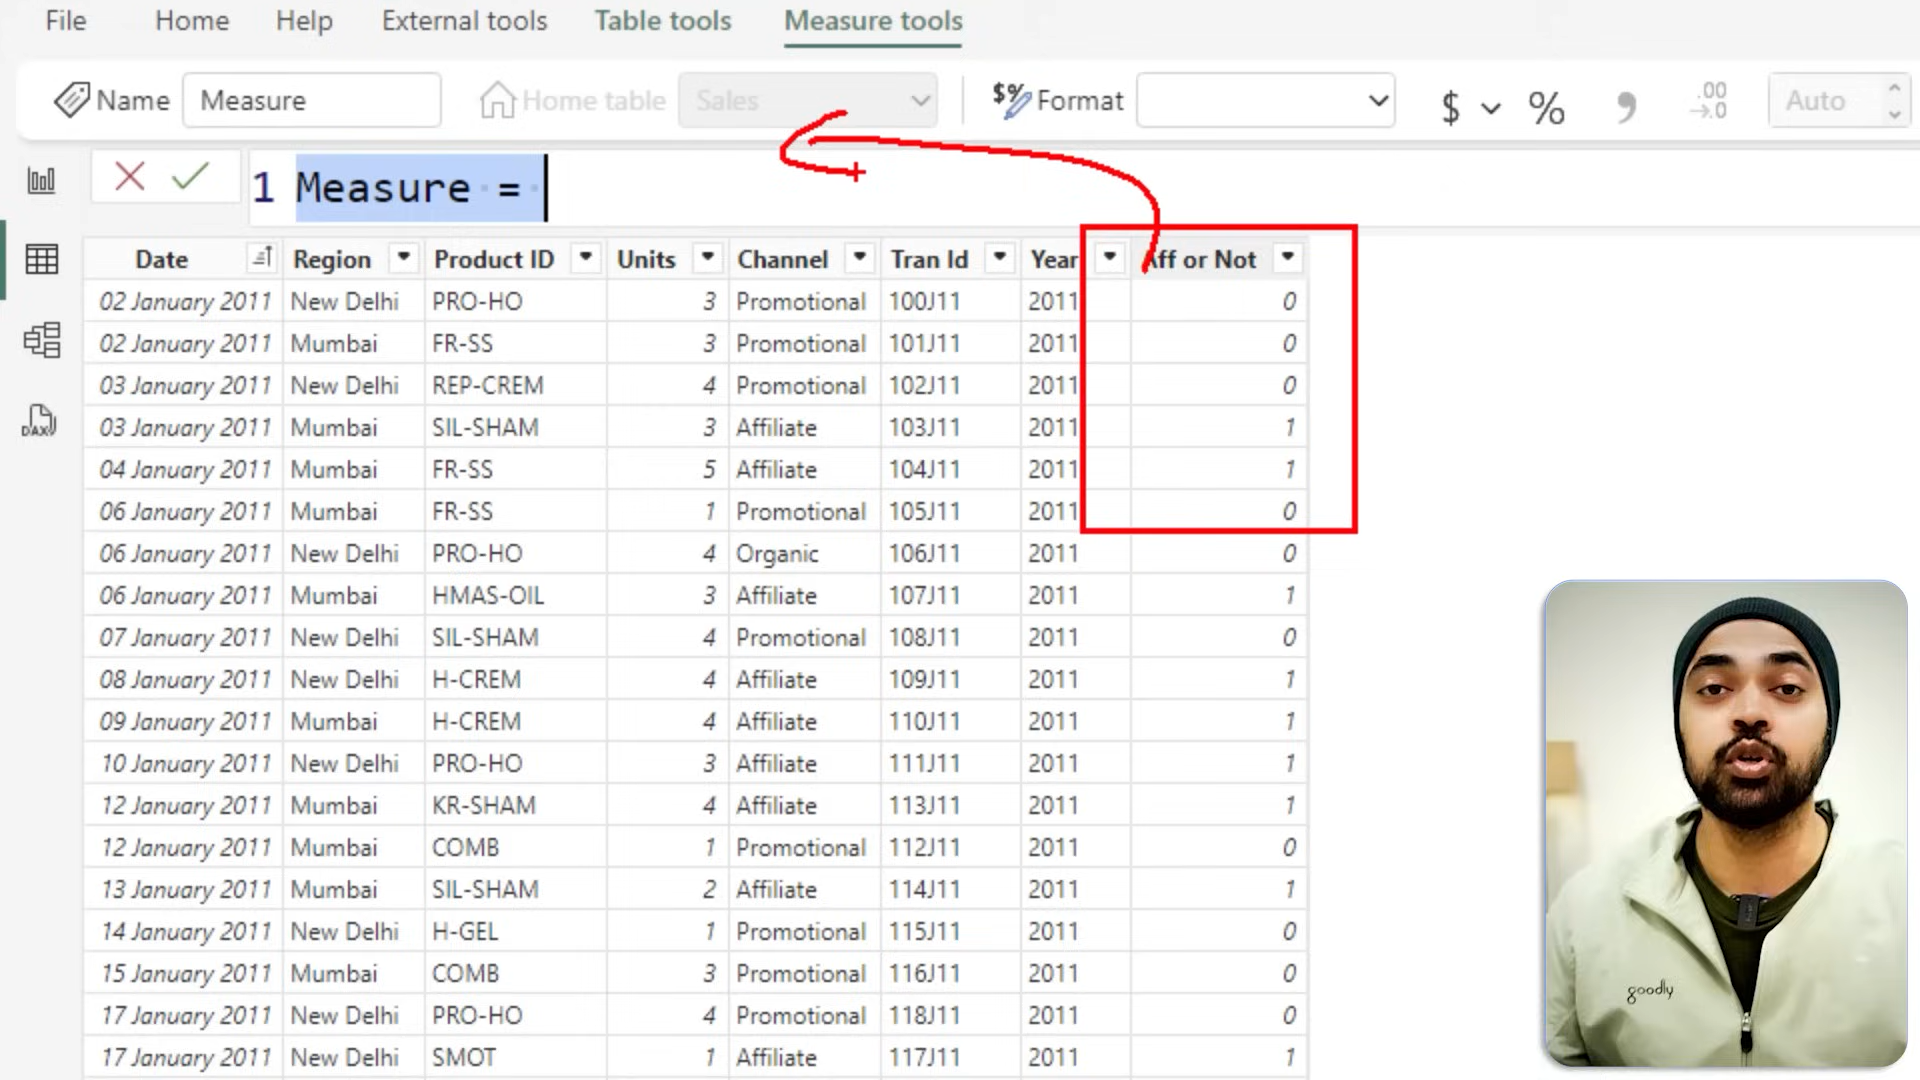 File Home Help External tools Table tools Measure tools
Name Measure Home table Sales Format $ % , .00 →0 Auto
1 Measure =
Date Region Product ID Units Channel Tran Id Year Aff or Not
02 January 2011 New Delhi PRO-HO 3 Promotional 100J11 2011 0
02 January 2011 Mumbai FR-SS 3 Promotional 101J11 2011 0
03 January 2011 New Delhi REP-CREM 4 Promotional 102J11 2011 0
03 January 2011 Mumbai SIL-SHAM 3 Affiliate 103J11 2011 1
04 January 2011 Mumbai FR-SS 5 Affiliate 104J11 2011 1
06 January 2011 Mumbai FR-SS 1 Promotional 105J11 2011 0
06 January 2011 New Delhi PRO-HO 4 Organic 106J11 2011 0
06 January 2011 Mumbai HMAS-OIL 3 Affiliate 107J11 2011 1
07 January 2011 New Delhi SIL-SHAM 4 Promotional 108J11 2011 0
08 January 2011 New Delhi H-CREM 4 Affiliate 109J11 2011 1
09 January 2011 Mumbai H-CREM 4 Affiliate 110J11 2011 1
10 January 2011 New Delhi PRO-HO 3 Affiliate 111J11 2011 1
12 January 2011 Mumbai KR-SHAM 4 Affiliate 113J11 2011 1
12 January 2011 Mumbai COMB 1 Promotional 112J11 2011 0
13 January 2011 Mumbai SIL-SHAM 2 Affiliate 114J11 2011 1
14 January 2011 New Delhi H-GEL 1 Promotional 115J11 2011 0
15 January 2011 Mumbai COMB 3 Promotional 116J11 2011 0
17 January 2011 New Delhi PRO-HO 4 Promotional 118J11 2011 0
17 January 2011 New Delhi SMOT 1 Affiliate 117J11 2011 1
DAX
goodly